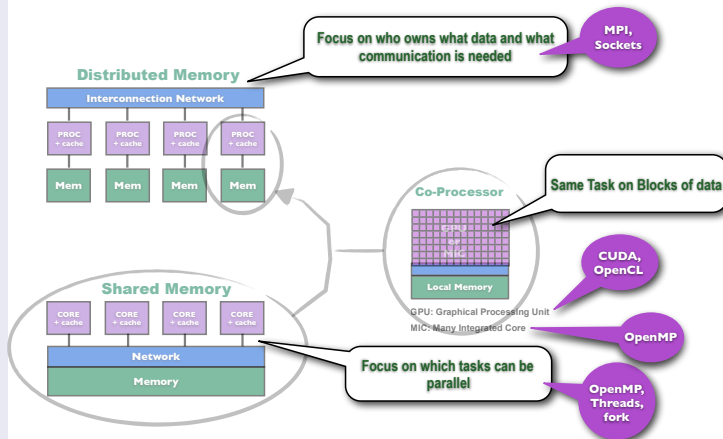 Focus on who owns what data and what
communication is needed
MPI,
Sockets
Distributed Memory
Interconnection Network
PROC
+ cache
PROC
+ cache
PROC
+ cache
PROC
+ cache
Mem
Mem
Mem
Mem
Co-Processor
Same Task on Blocks of data
GPU
or
MIC
Local Memory
CUDA,
OpenCL
GPU: Graphical Processing Unit
MIC: Many Integrated Core
OpenMP
Shared Memory
CORE
+ cache
CORE
+ cache
CORE
+ cache
CORE
+ cache
Network
Memory
Focus on which tasks can be
parallel
OpenMP,
Threads,
fork